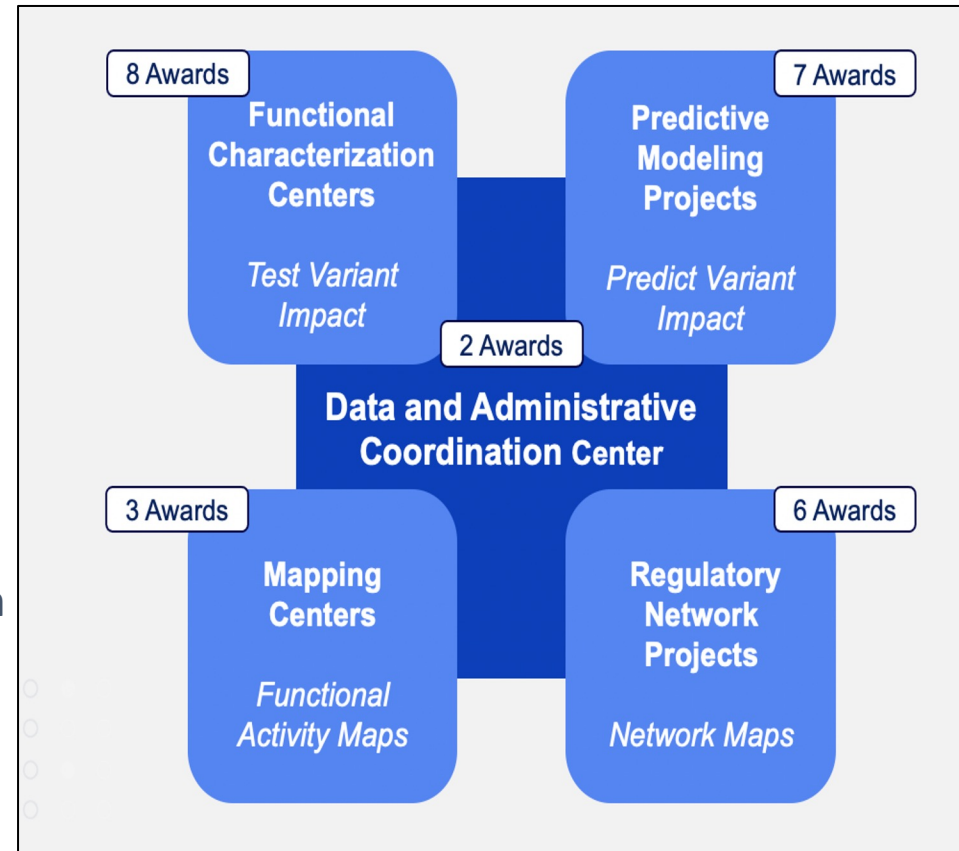 8 Awards
Functional
Characterization
Centers
Test Variant
Impact
7 Awards
Predictive
Modeling
Projects
Predict Variant
Impact
2 Awards
Data and Administrative
Coordination Center
3 Awards
Mapping
Centers
Functional
Activity Maps
6 Awards
Regulatory
Network
Projects
Network Maps